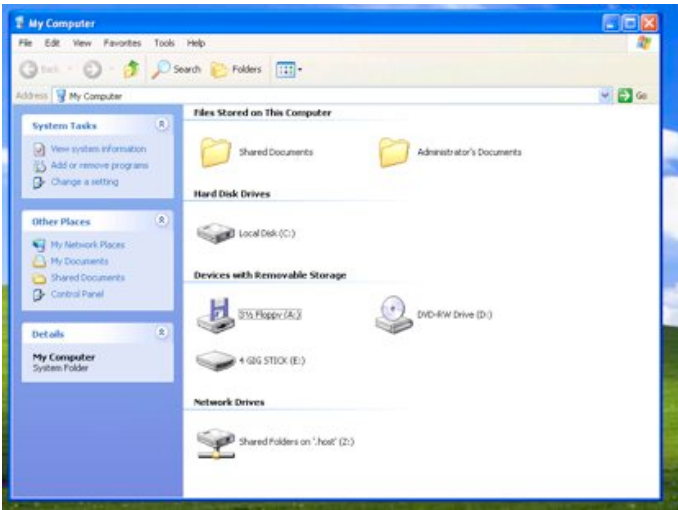 My Computer
File Edit View Favorites Tools Help
Back Search Folders
Address My Computer Go
System Tasks
View system information
Add or remove programs
Change a setting
Other Places
My Network Places
My Documents
Shared Documents
Control Panel
Details
My Computer
System Folder
Files Stored on This Computer
Shared Documents Administrator's Documents
Hard Disk Drives
Local Disk (C:)
Devices with Removable Storage
3½ Floppy (A:) DVD-RW Drive (D:)
4 GIG STICK (E:)
Network Drives
Shared Folders on '.host' (Z:)